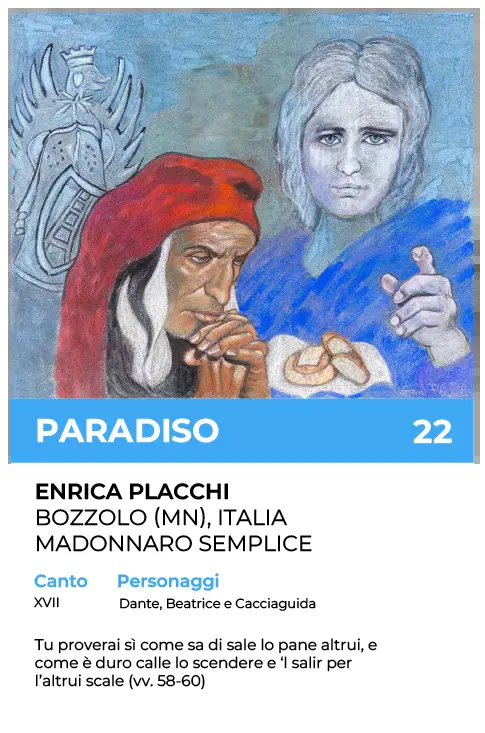 PARADISO 22
ENRICA PLACCHI
BOZZOLO (MN), ITALIA
MADONNARO SEMPLICE
Canto Personaggi
XVII Dante, Beatrice e Cacciaguida
Tu proverai sì come sa di sale lo pane altrui, e
come è duro calle lo scendere e ‘l salir per
l’altrui scale (vv. 58-60)